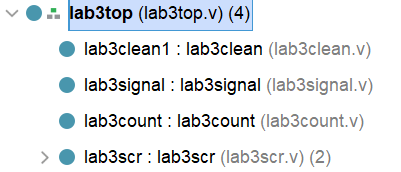 lab3top (lab3top.v) (4)
lab3clean1 : lab3clean (lab3clean.v)
lab3signal : lab3signal (lab3signal.v)
lab3count : lab3count (lab3count.v)
lab3scr : lab3scr (lab3scr.v) (2)